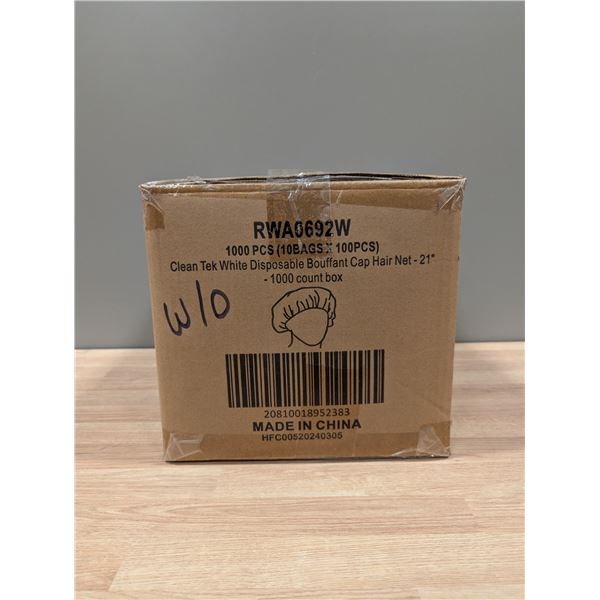 RWA0692W
1000 PCS (10BAGS X 100PCS)
Clean Tek White Disposable Bouffant Cap Hair Net - 21"
- 1000 count box
W/O
20810018952383
MADE IN CHINA
HFC00520240305